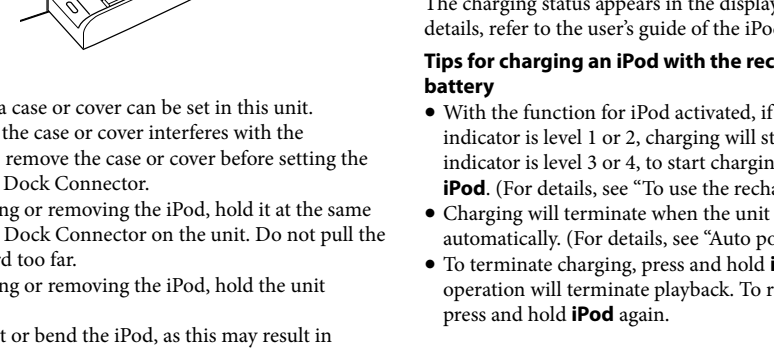 a case or cover can be set in this unit.
the case or cover interferes with the
remove the case or cover before setting the
Dock Connector.
ng or removing the iPod, hold it at the same
Dock Connector on the unit. Do not pull the
d too far.
ng or removing the iPod, hold the unit
t or bend the iPod, as this may result in
The charging status appears in the display
details, refer to the user's guide of the iPo
Tips for charging an iPod with the rec
battery
• With the function for iPod activated, if
indicator is level 1 or 2, charging will st
indicator is level 3 or 4, to start chargin
iPod. (For details, see “To use the recha
• Charging will terminate when the unit
automatically. (For details, see “Auto po
• To terminate charging, press and hold i
operation will terminate playback. To r
press and hold iPod again.